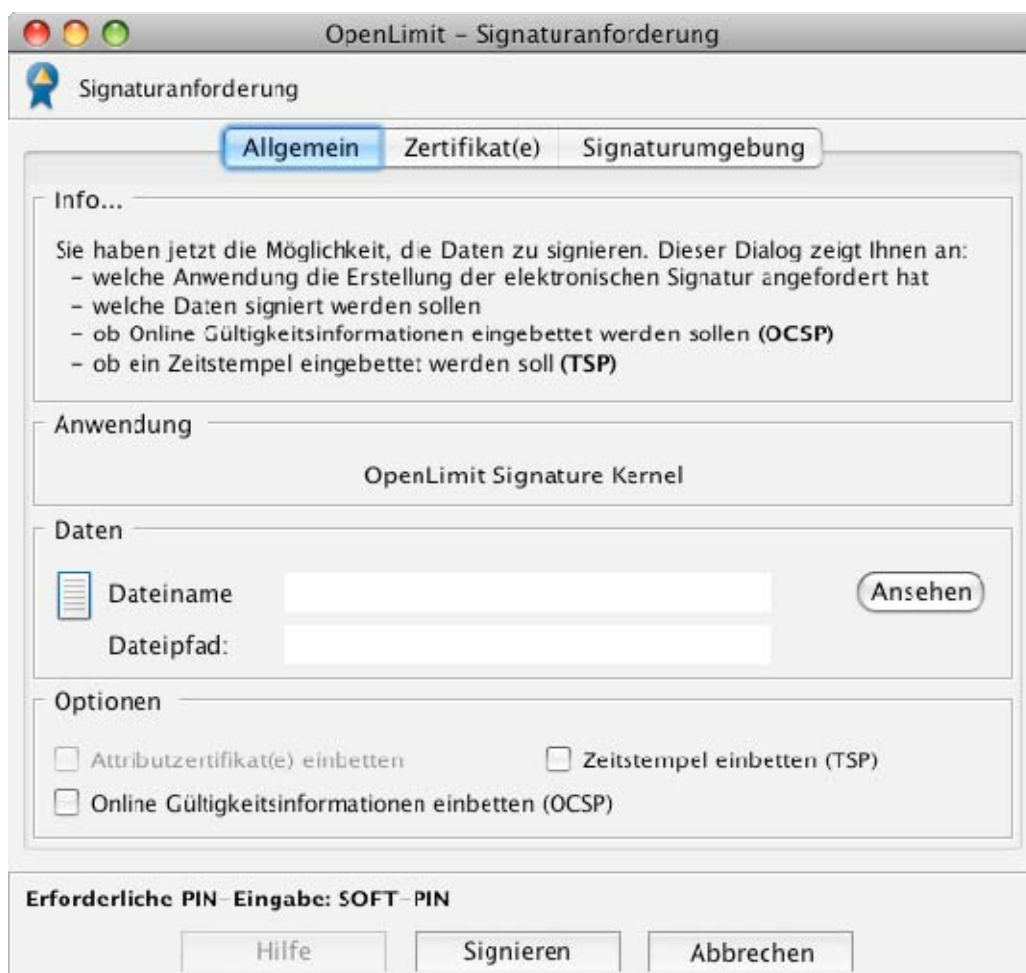 OpenLimit – Signaturanforderung
Signaturanforderung
Allgemein Zertifikat(e) Signaturumgebung
Info...
Sie haben jetzt die Möglichkeit, die Daten zu signieren. Dieser Dialog zeigt Ihnen an:
– welche Anwendung die Erstellung der elektronischen Signatur angefordert hat
– welche Daten signiert werden sollen
– ob Online Gültigkeitsinformationen eingebettet werden sollen (OCSP)
– ob ein Zeitstempel eingebettet werden soll (TSP)
Anwendung
OpenLimit Signature Kernel
Daten
Dateiname Ansehen
Dateipfad:
Optionen
Attributzertifikat(e) einbetten Zeitstempel einbetten (TSP)
Online Gültigkeitsinformationen einbetten (OCSP)
Erforderliche PIN-Eingabe: SOFT-PIN
Hilfe Signieren Abbrechen